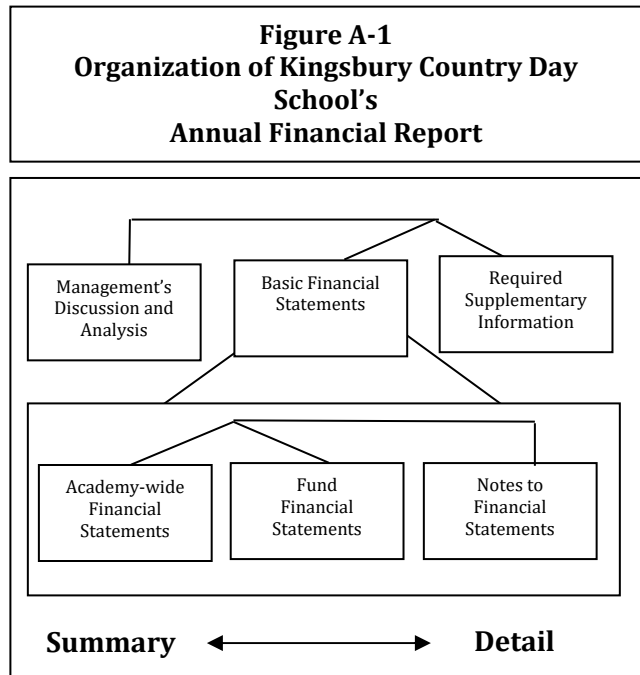 Figure A-1
Organization of Kingsbury Country Day
School’s
Annual Financial Report
Management’s
Discussion and
Analysis
Basic Financial
Statements
Required
Supplementary
Information
Academy-wide
Financial
Statements
Fund
Financial
Statements
Notes to
Financial
Statements
Summary
Detail